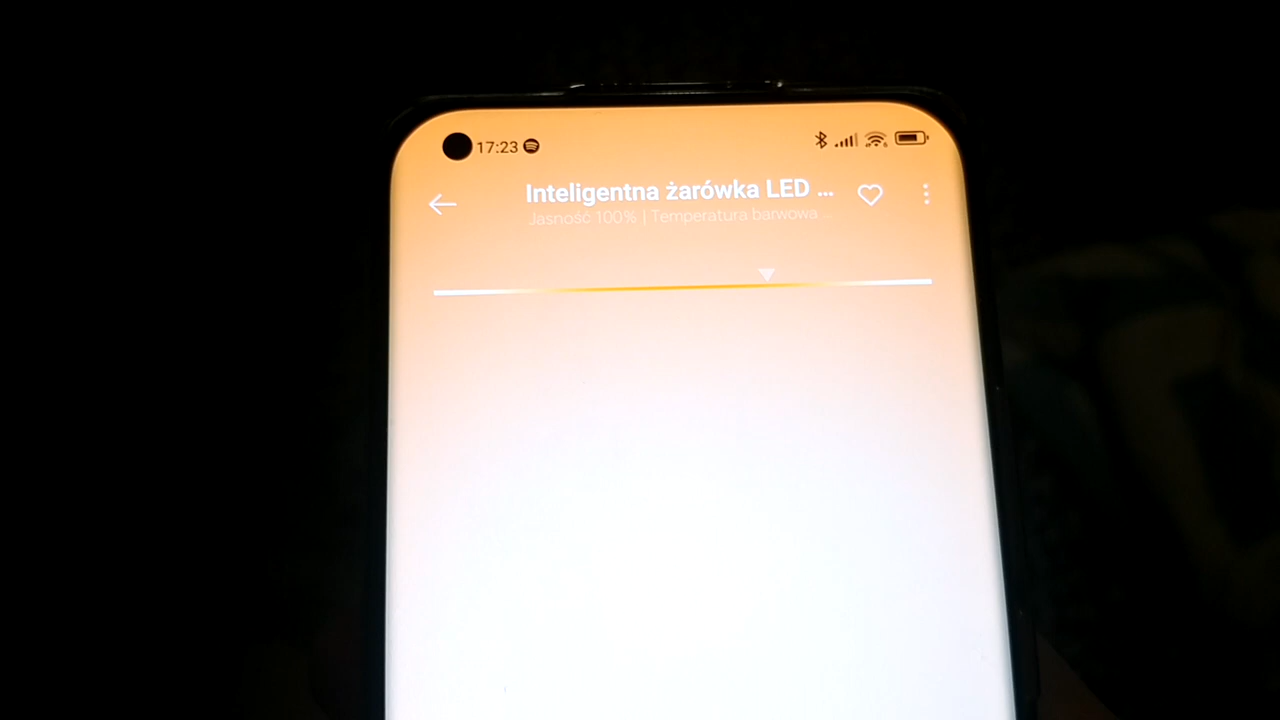 17:23
Inteligentna żarówka LED ...
Jasność 100% | Temperatura barwowa ...